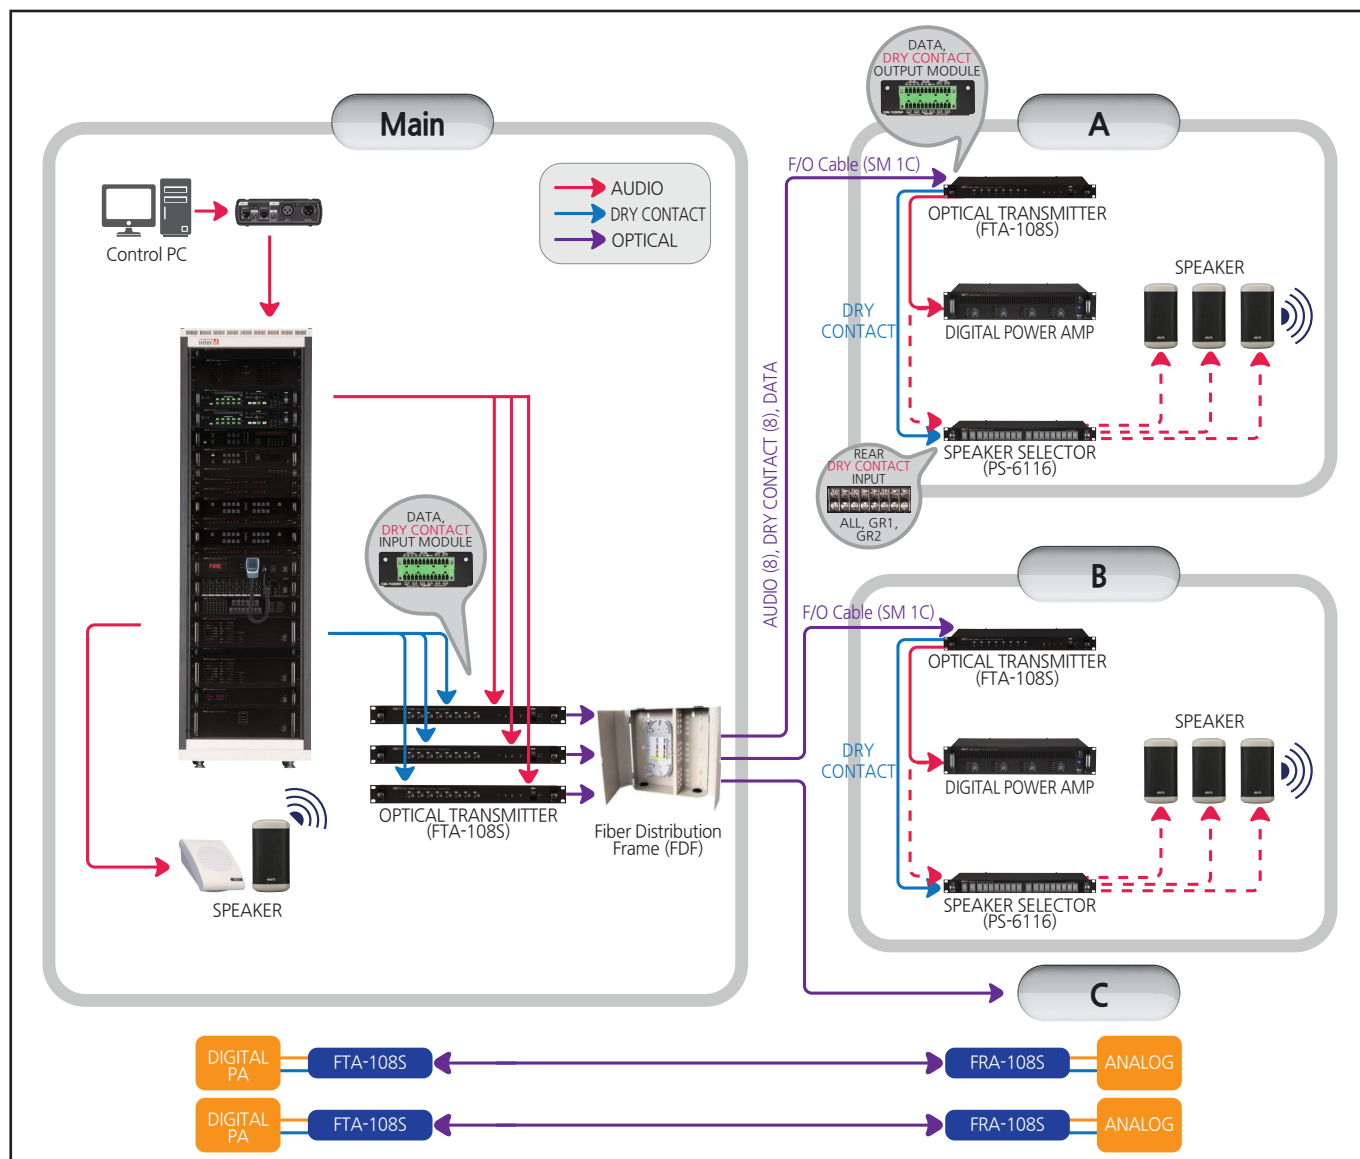 Main
AUDIO
DRY CONTACT
OPTICAL
Control PC
inter M
FIRE
DATA,
DRY CONTACT
INPUT MODULE
OPTICAL TRANSMITTER
(FTA-108S)
Fiber Distribution
Frame (FDF)
SPEAKER
AUDIO (8), DRY CONTACT (8), DATA
DATA,
DRY CONTACT
OUTPUT MODULE
A
F/O Cable (SM 1C)
OPTICAL TRANSMITTER
(FTA-108S)
SPEAKER
DRY
CONTACT
DIGITAL POWER AMP
SPEAKER SELECTOR
(PS-6116)
REAR
DRY CONTACT
INPUT
ALL, GR1,
GR2
B
F/O Cable (SM 1C)
OPTICAL TRANSMITTER
(FTA-108S)
SPEAKER
DRY
CONTACT
DIGITAL POWER AMP
SPEAKER SELECTOR
(PS-6116)
C
DIGITAL
PA
FTA-108S
FRA-108S
ANALOG
DIGITAL
PA
FTA-108S
FRA-108S
ANALOG